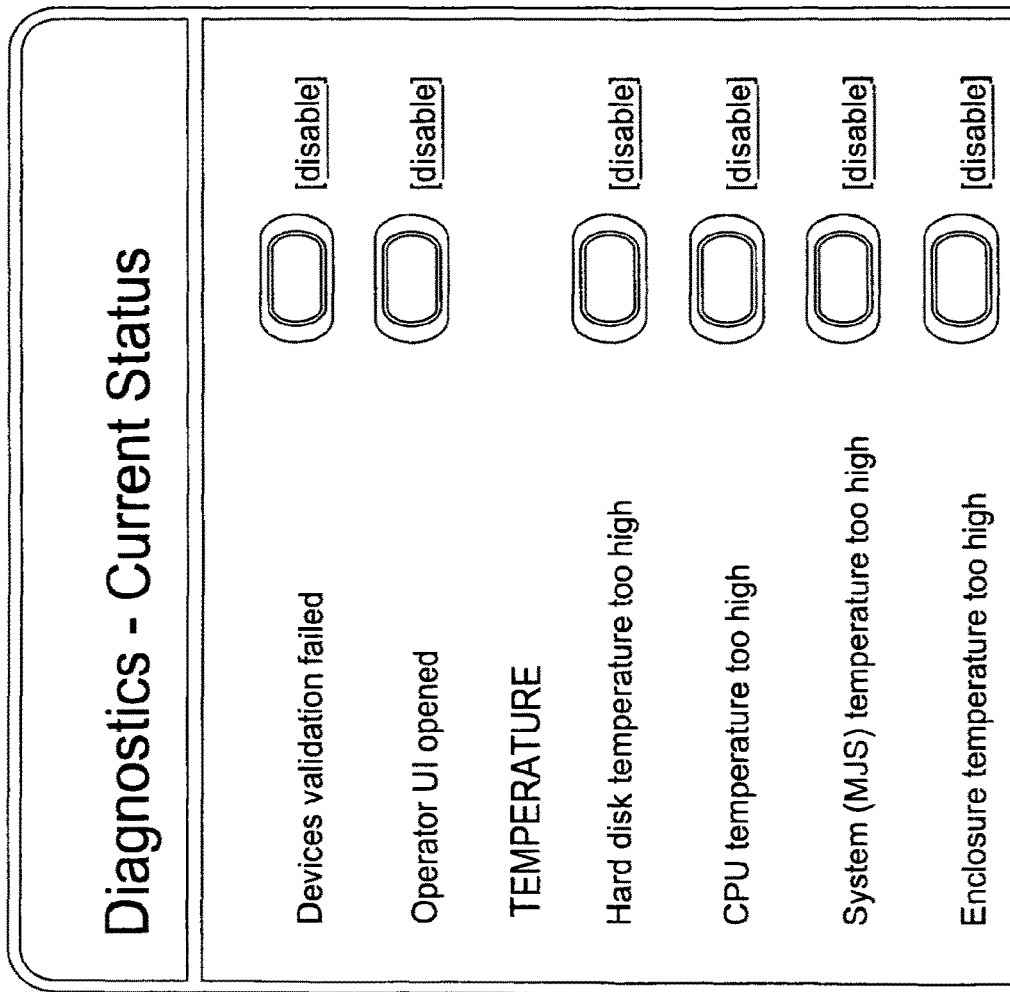 Diagnostics - Current Status
Devices validation failed [disable]
Operator UI opened [disable]
TEMPERATURE
Hard disk temperature too high [disable]
CPU temperature too high [disable]
System (MJS) temperature too high [disable]
Enclosure temperature too high [disable]